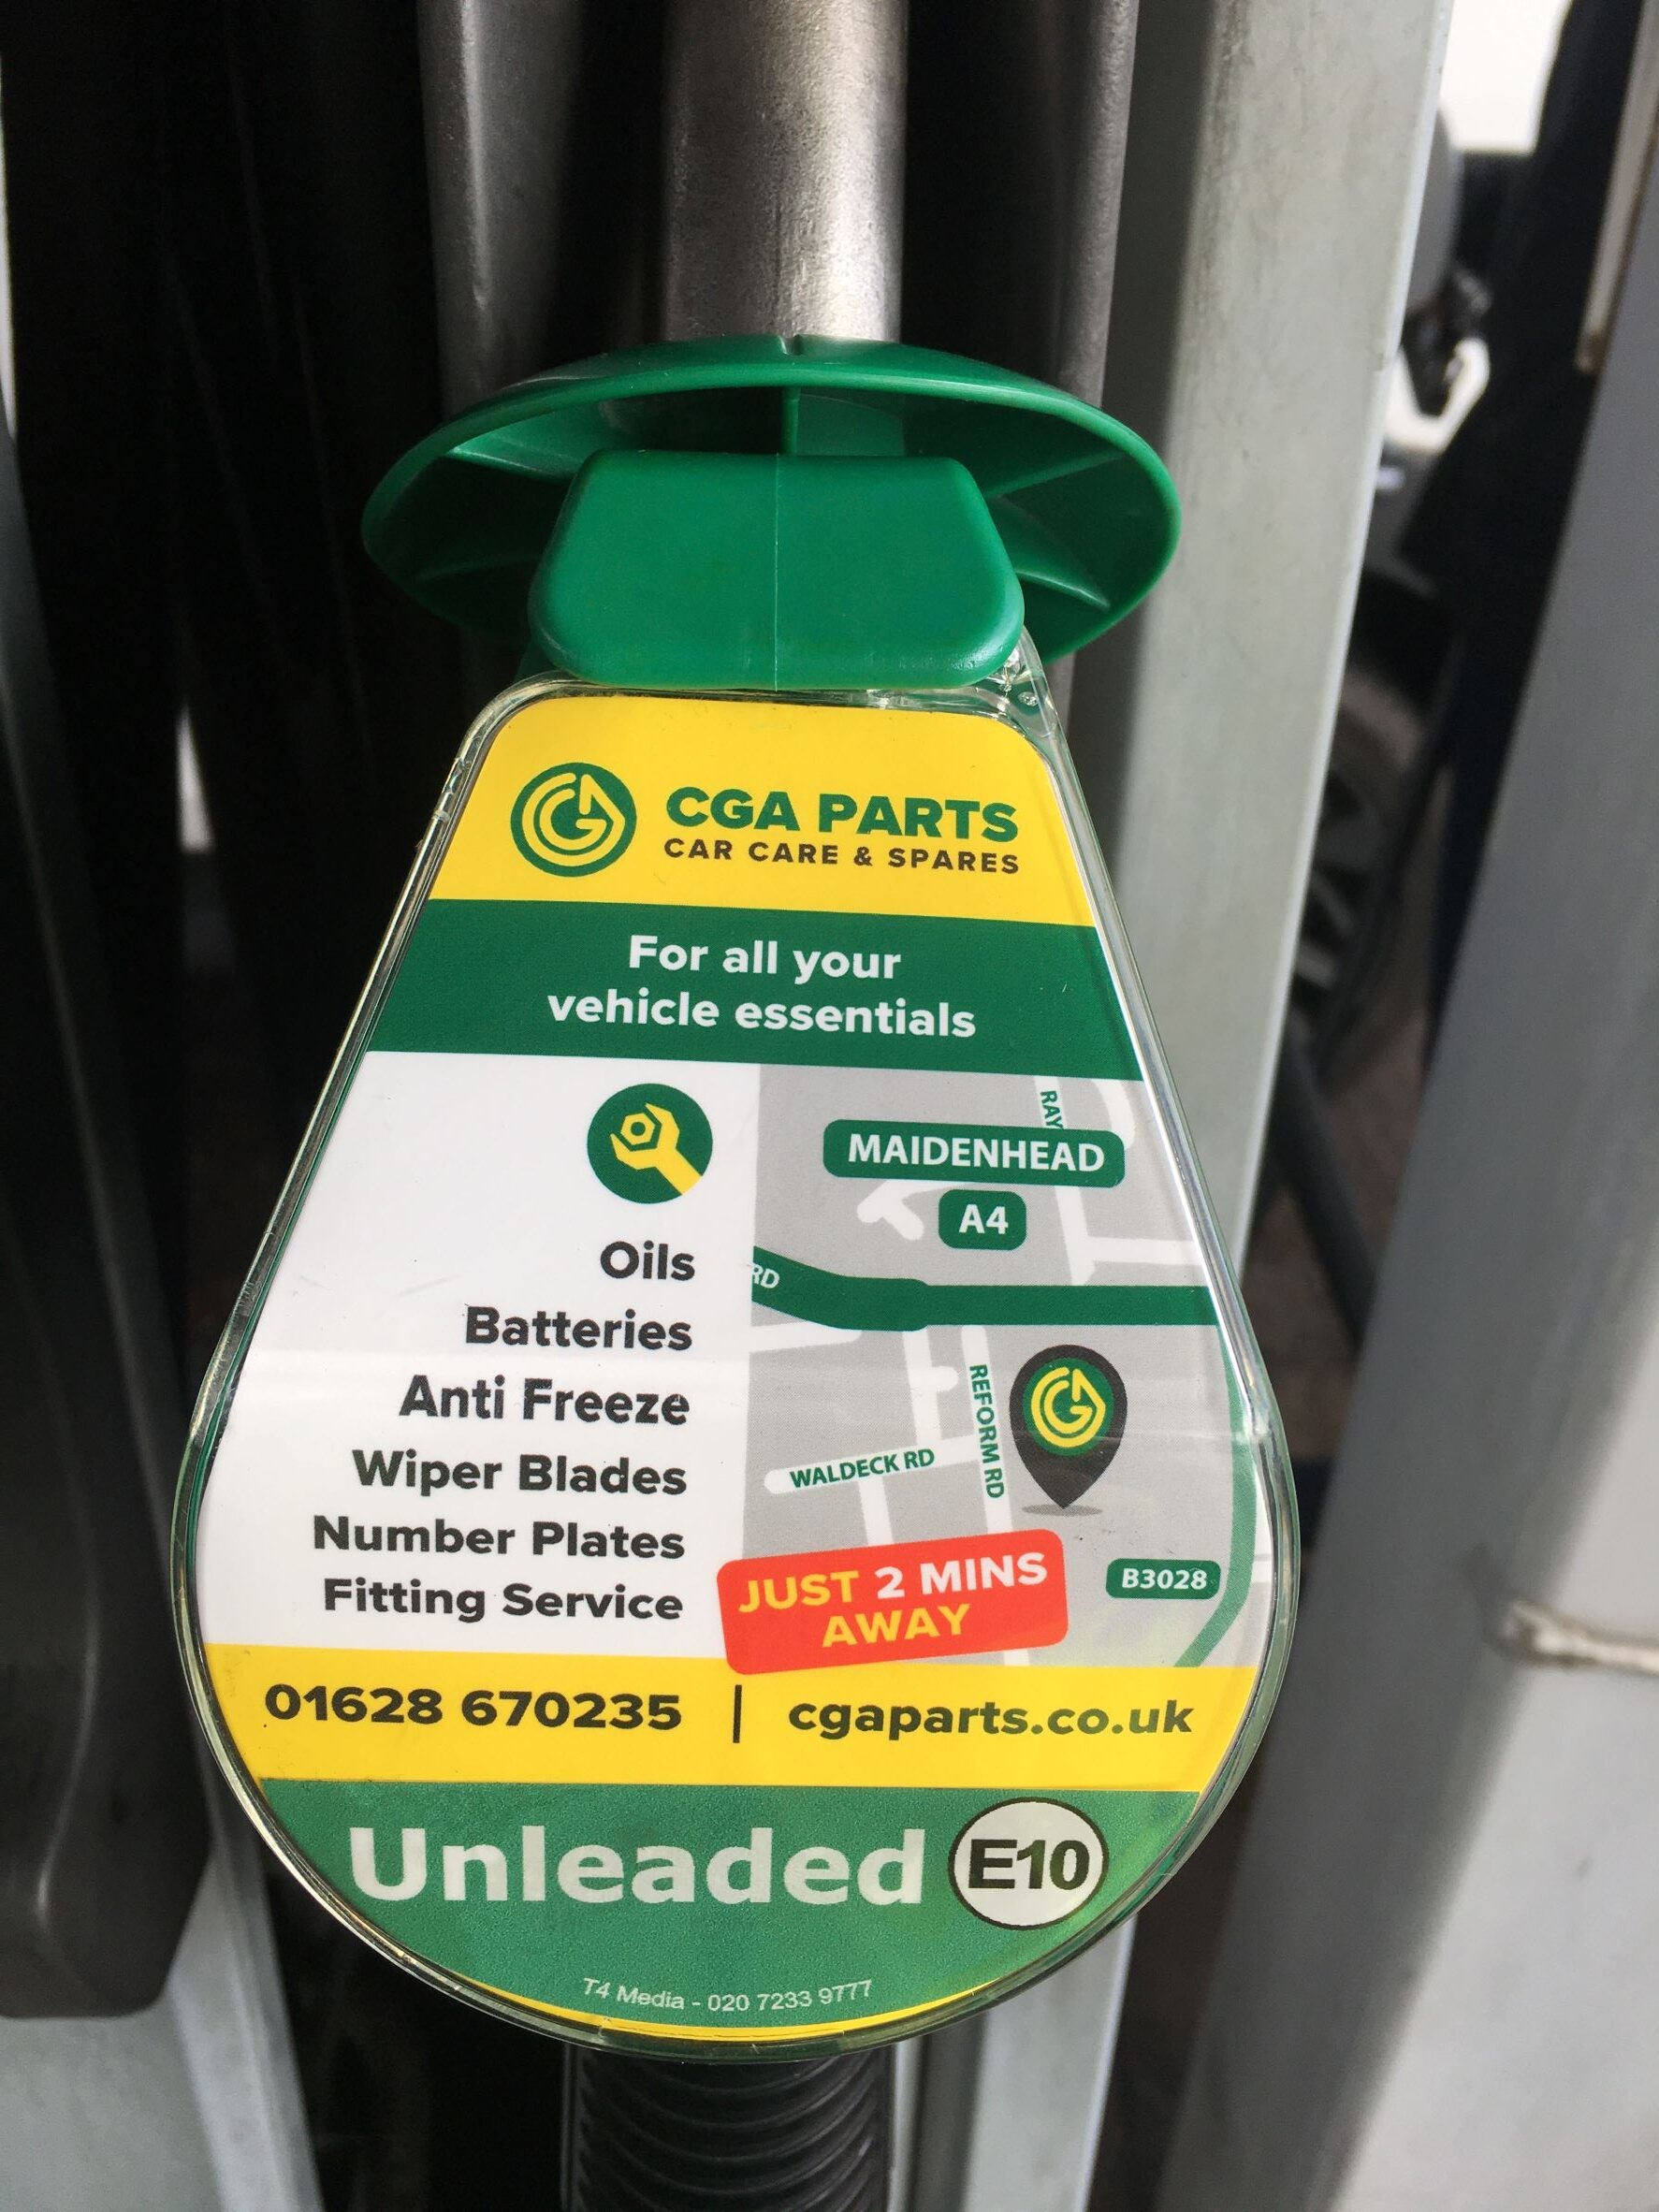 CGA PARTS
CAR CARE & SPARES
For all your
vehicle essentials
Oils
Batteries
Anti Freeze
Wiper Blades
Number Plates
Fitting Service
RAY
MAIDENHEAD
A4
RD
REFORM RD
WALDECK RD
B3028
JUST 2 MINS
AWAY
01628 670235 | cgaparts.co.uk
Unleaded E10
T4 Media - 020 7233 9777